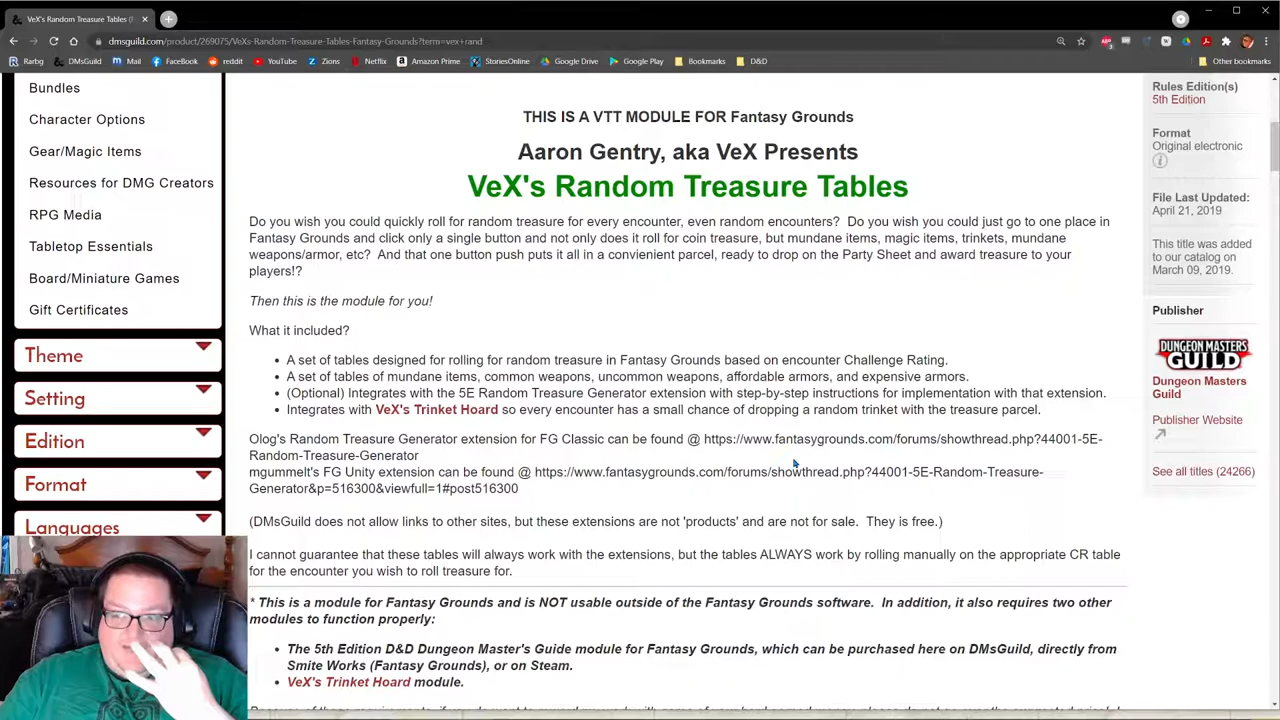 VeX's Random Treasure Tables (
dmsguild.com/product/269075/VeXs-Random-Treasure-Tables-Fantasy-Grounds?term=vex+rand
Rarbg DMsGuild Mail FaceBook reddit YouTube Zions Netflix Amazon Prime StoriesOnline Google Drive Google Play Bookmarks D&D Other bookmarks
Bundles
Character Options
Gear/Magic Items
Resources for DMG Creators
RPG Media
Tabletop Essentials
Board/Miniature Games
Gift Certificates
Theme
Setting
Edition
Format
Languages
THIS IS A VTT MODULE FOR Fantasy Grounds
Aaron Gentry, aka VeX Presents
VeX's Random Treasure Tables
Do you wish you could quickly roll for random treasure for every encounter, even random encounters? Do you wish you could just go to one place in
Fantasy Grounds and click only a single button and not only does it roll for coin treasure, but mundane items, magic items, trinkets, mundane
weapons/armor, etc? And that one button push puts it all in a convienient parcel, ready to drop on the Party Sheet and award treasure to your
players!?
Then this is the module for you!
What it included?
• A set of tables designed for rolling for random treasure in Fantasy Grounds based on encounter Challenge Rating.
• A set of tables of mundane items, common weapons, uncommon weapons, affordable armors, and expensive armors.
• (Optional) Integrates with the 5E Random Treasure Generator extension with step-by-step instructions for implementation with that extension.
• Integrates with VeX's Trinket Hoard so every encounter has a small chance of dropping a random trinket with the treasure parcel.
Olog's Random Treasure Generator extension for FG Classic can be found @ https://www.fantasygrounds.com/forums/showthread.php?44001-5E-
Random-Treasure-Generator
mgummelt's FG Unity extension can be found @ https://www.fantasygrounds.com/forums/showthread.php?44001-5E-Random-Treasure-
Generator&p=516300&viewfull=1#post516300
(DMsGuild does not allow links to other sites, but these extensions are not 'products' and are not for sale. They is free.)
I cannot guarantee that these tables will always work with the extensions, but the tables ALWAYS work by rolling manually on the appropriate CR table
for the encounter you wish to roll treasure for.
* This is a module for Fantasy Grounds and is NOT usable outside of the Fantasy Grounds software. In addition, it also requires two other
modules to function properly:
• The 5th Edition D&D Dungeon Master's Guide module for Fantasy Grounds, which can be purchased here on DMsGuild, directly from
Smite Works (Fantasy Grounds), or on Steam.
• VeX's Trinket Hoard module.
Rules Edition(s)
5th Edition
Format
Original electronic
File Last Updated:
April 21, 2019
This title was added
to our catalog on
March 09, 2019.
Publisher
DUNGEON MASTERS
GUILD
Dungeon Masters
Guild
Publisher Website
See all titles (24266)